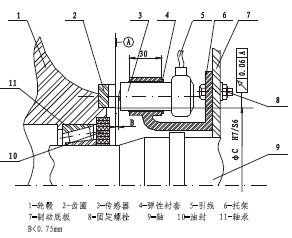 1 2 3 4 5 6 7
A
30
11
B
0.06 A
φC H7/S6
8
10
9
1-轮毂 2-齿圈 3-传感器 4-弹性衬套 5-引线 6-托架
7-制动底板 8-固定螺栓 9-轴 10-油封 11-轴承
B<0.75mm